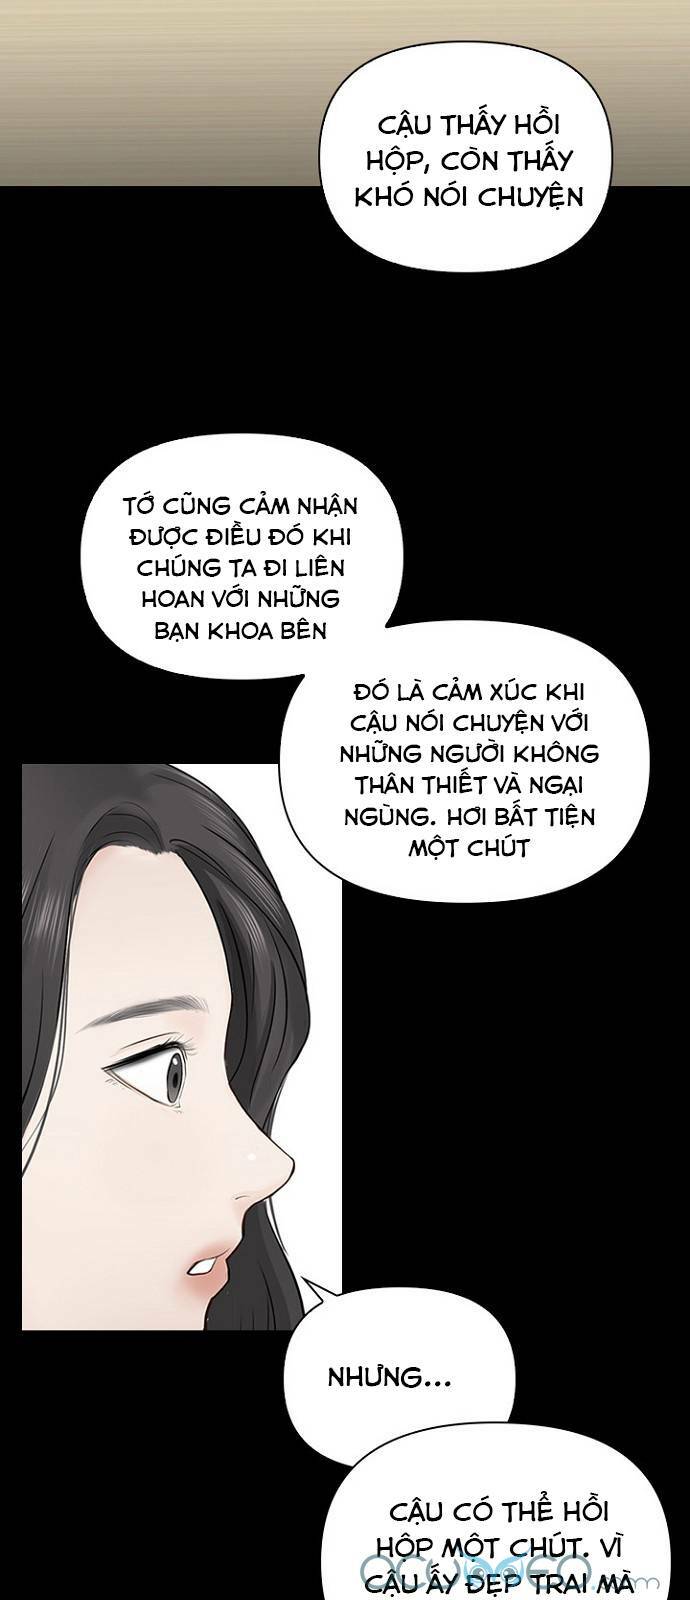 CẬU THẤY HỒI
HỘP, CÒN THẤY
KHÓ NÓI CHUYỆN
TỚ CŨNG CẢM NHẬN
ĐƯỢC ĐIỀU ĐÓ KHI
CHÚNG TA ĐI LIÊN
HOAN VỚI NHỮNG
BẠN KHOA BÊN
ĐÓ LÀ CẢM XÚC KHI
CẬU NÓI CHUYỆN VỚI
NHỮNG NGƯỜI KHÔNG
THÂN THIẾT VÀ NGẠI
NGÙNG. HƠI BẤT TIỆN
MỘT CHÚT
NHƯNG...
CẬU CÓ THỂ HỒI
HỘP MỘT CHÚT. VÌ
CẬU ẤY ĐẸP TRAI MÀ